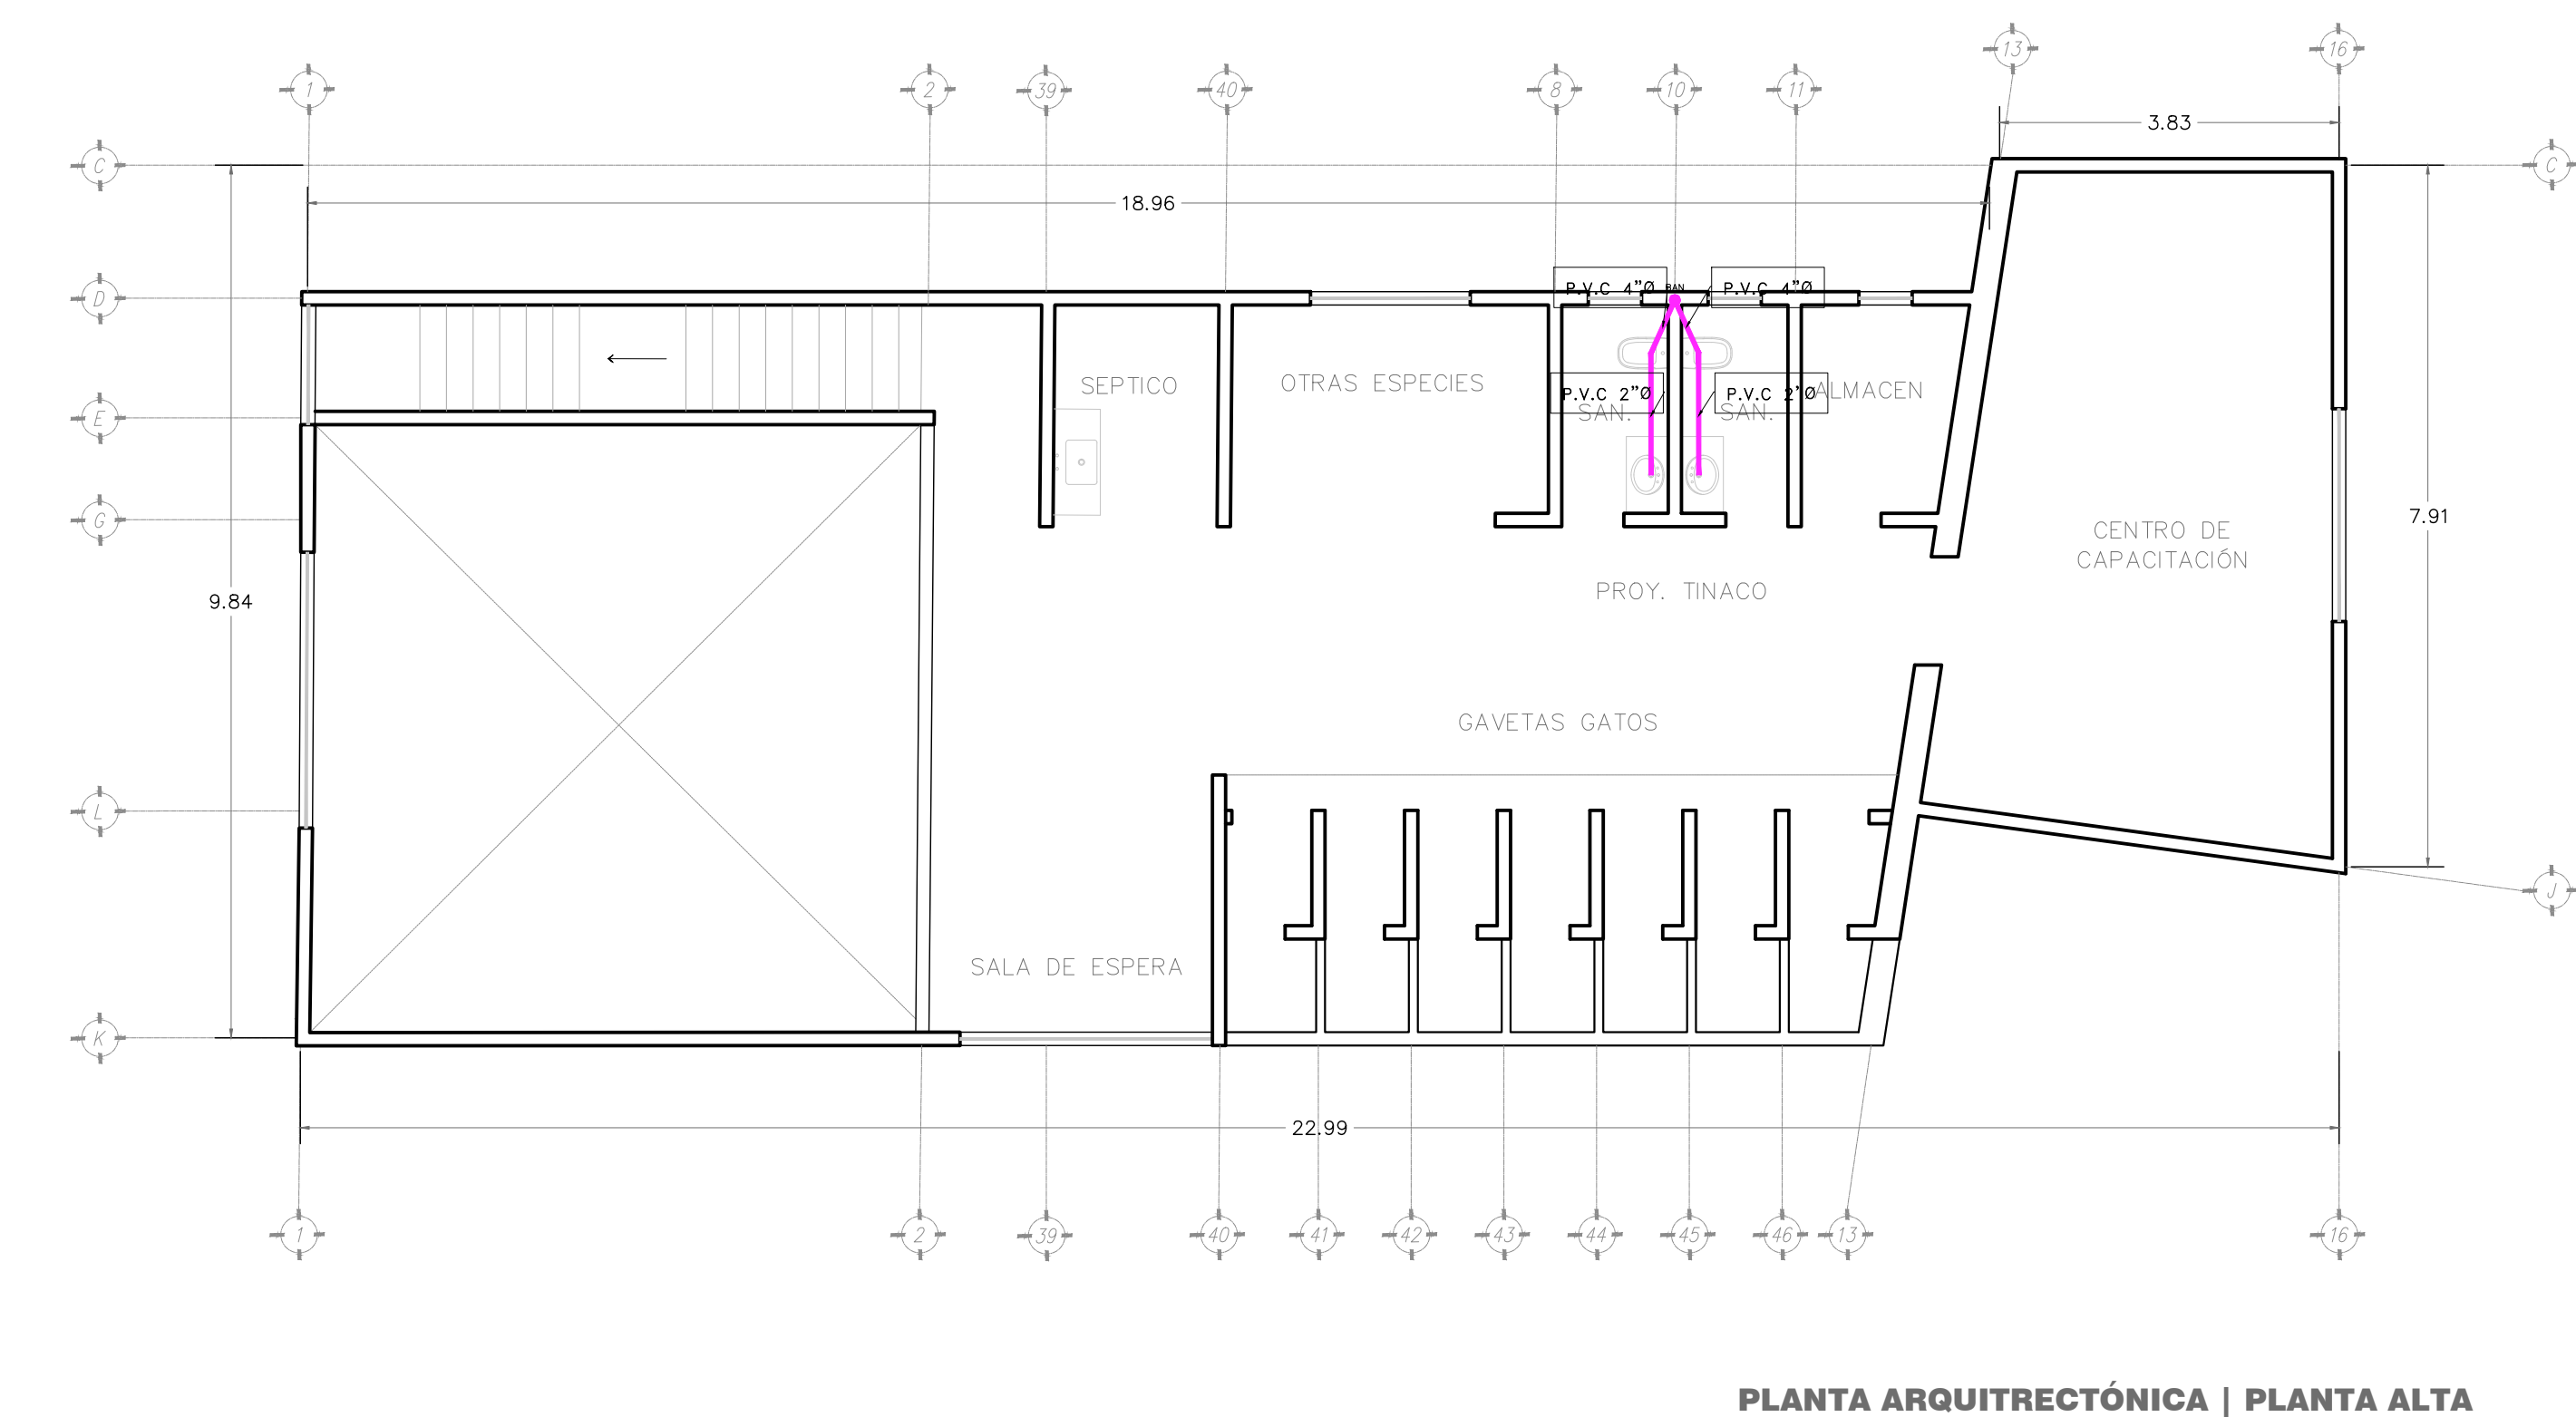 13
16
1
2
39
40
8
10
11
3.83
C
C
18.96
D
P.V.C 4"Ø
BAN
P.V.C 4"Ø
SEPTICO
OTRAS ESPECIES
ALMACEN
P.V.C 2"Ø
P.V.C 2"Ø
SAN.
SAN.
E
G
7.91
CENTRO DE
CAPACITACIÓN
PROY. TINACO
9.84
GAVETAS GATOS
L
J
SALA DE ESPERA
K
22.99
1
2
39
40
41
42
43
44
45
46
13
16
PLANTA ARQUITRECTÓNICA | PLANTA ALTA